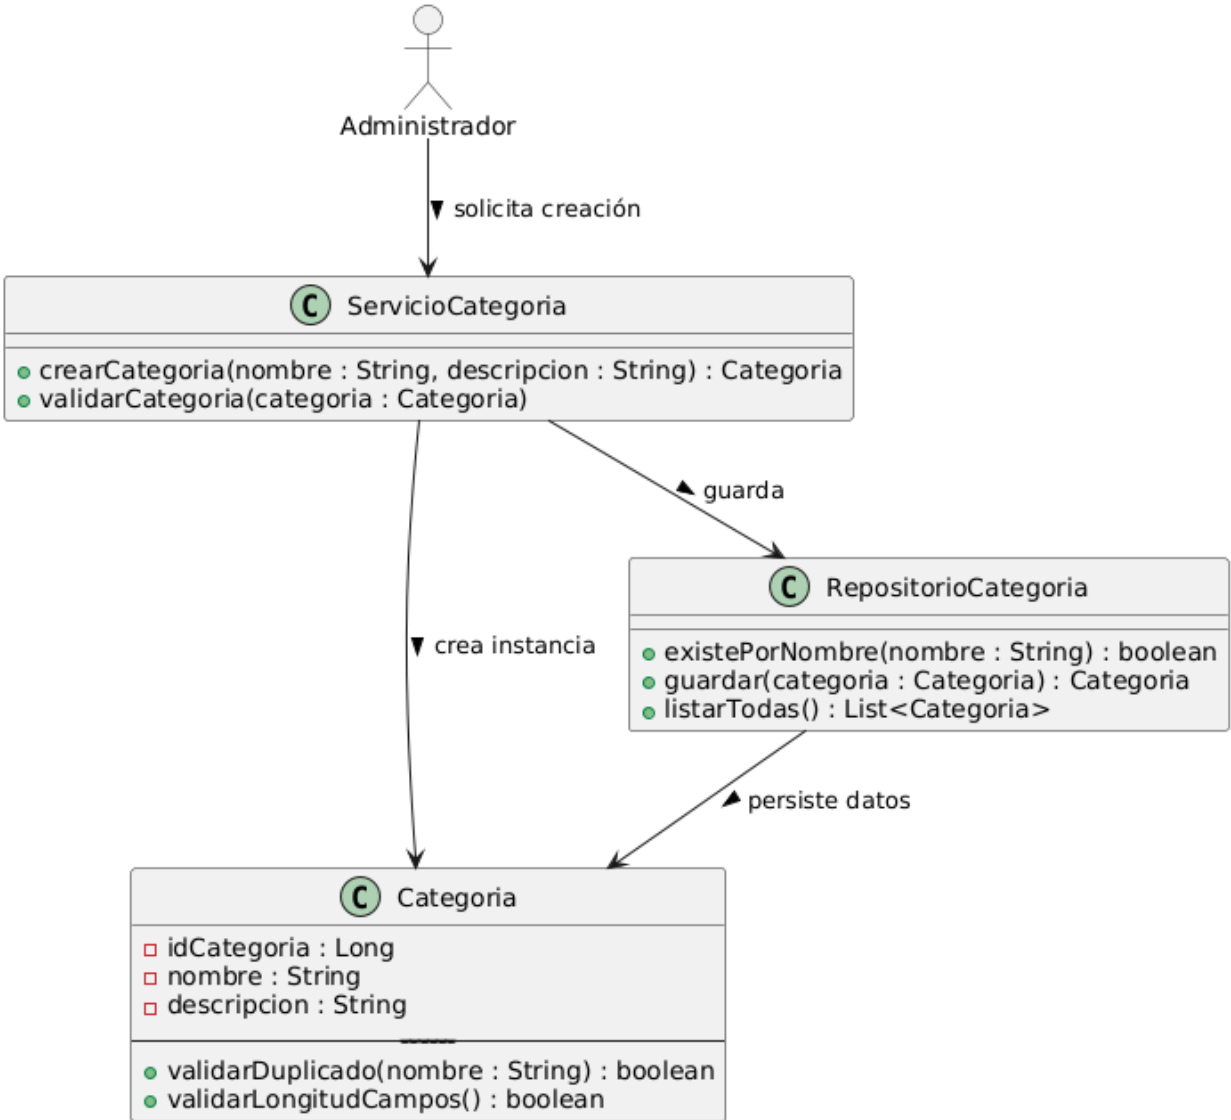 Administrador
solicita creación
C ServicioCategoria
crearCategoria(nombre : String, descripcion : String) : Categoria
validarCategoria(categoria : Categoria)
guarda
C RepositorioCategoria
existePorNombre(nombre : String) : boolean
guardar(categoria : Categoria) : Categoria
listarTodas() : List<Categoria>
crea instancia
persiste datos
C Categoria
idCategoria : Long
nombre : String
descripcion : String
validarDuplicado(nombre : String) : boolean
validarLongitudCampos() : boolean